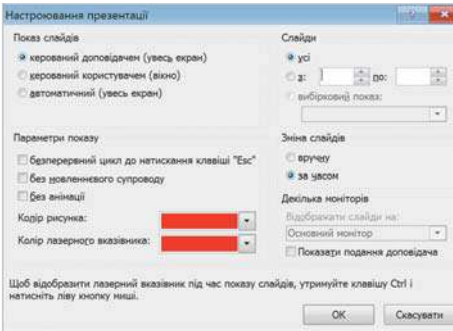 Настроювання презентації
Показ слайдів
керований доповідачем (увесь екран)
керований користувачем (вікно)
автоматичний (увесь екран)
Слайди
усі
з:
до:
вибірковий показ:
Параметри показу
безперервний цикл до натискання клавіші "Esc"
без мовленнєвого супроводу
без анімації
Колір рисунка:
Колір лазерного вказівника:
Зміна слайдів
вручну
за часом
Декілька моніторів
Відображати слайди на:
Основний монітор
Показати подання доповідача
Щоб відобразити лазерний вказівник під час показу слайдів, утримуйте клавішу Ctrl і
натисніть ліву кнопку миші.
ОК
Скасувати